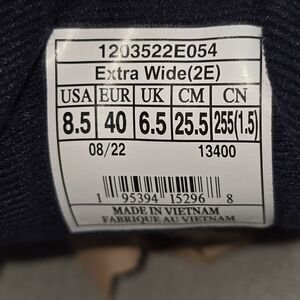 1203522E054
Extra Wide(2E)
USA EUR UK CM CN
8.5 40 6.5 25.5 255(1.5)
08/22 13400
1 95394 15296 8
MADE IN VIETNAM
FABRIQUE AU VIETNAM